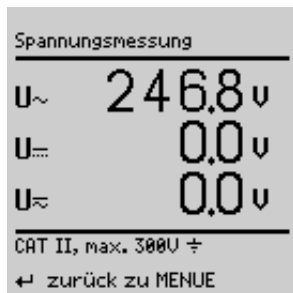 Spannungsmessung
U~ 246.8 V
U⎓ 0.0 V
U≂ 0.0 V
CAT II, max. 300V ⏚
↵ zurück zu MENUE